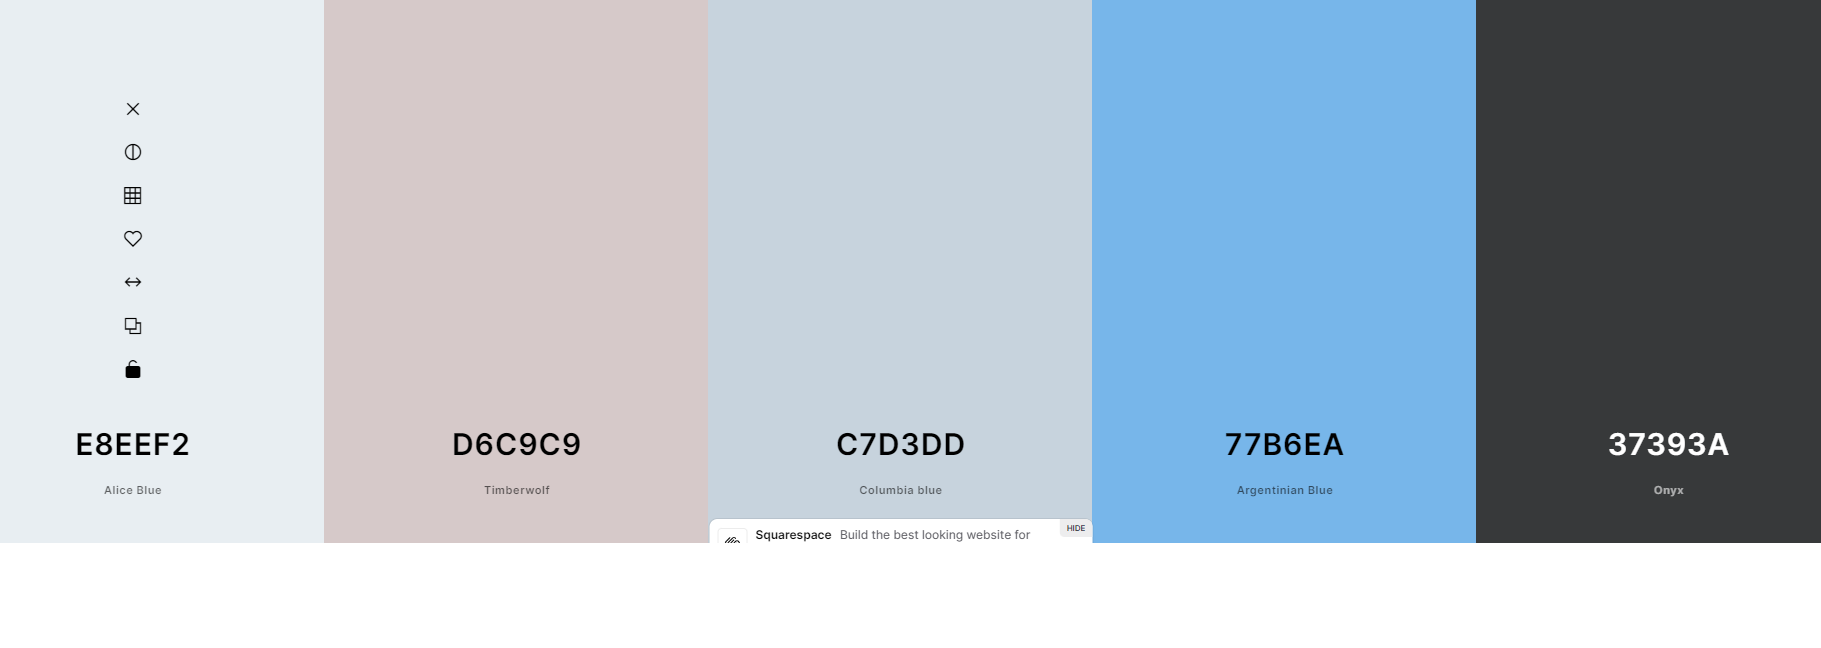 E8EEF2
Alice Blue
D6C9C9
Timberwolf
C7D3DD
Columbia blue
77B6EA
Argentinian Blue
37393A
Onyx
Squarespace Build the best looking website for
HIDE